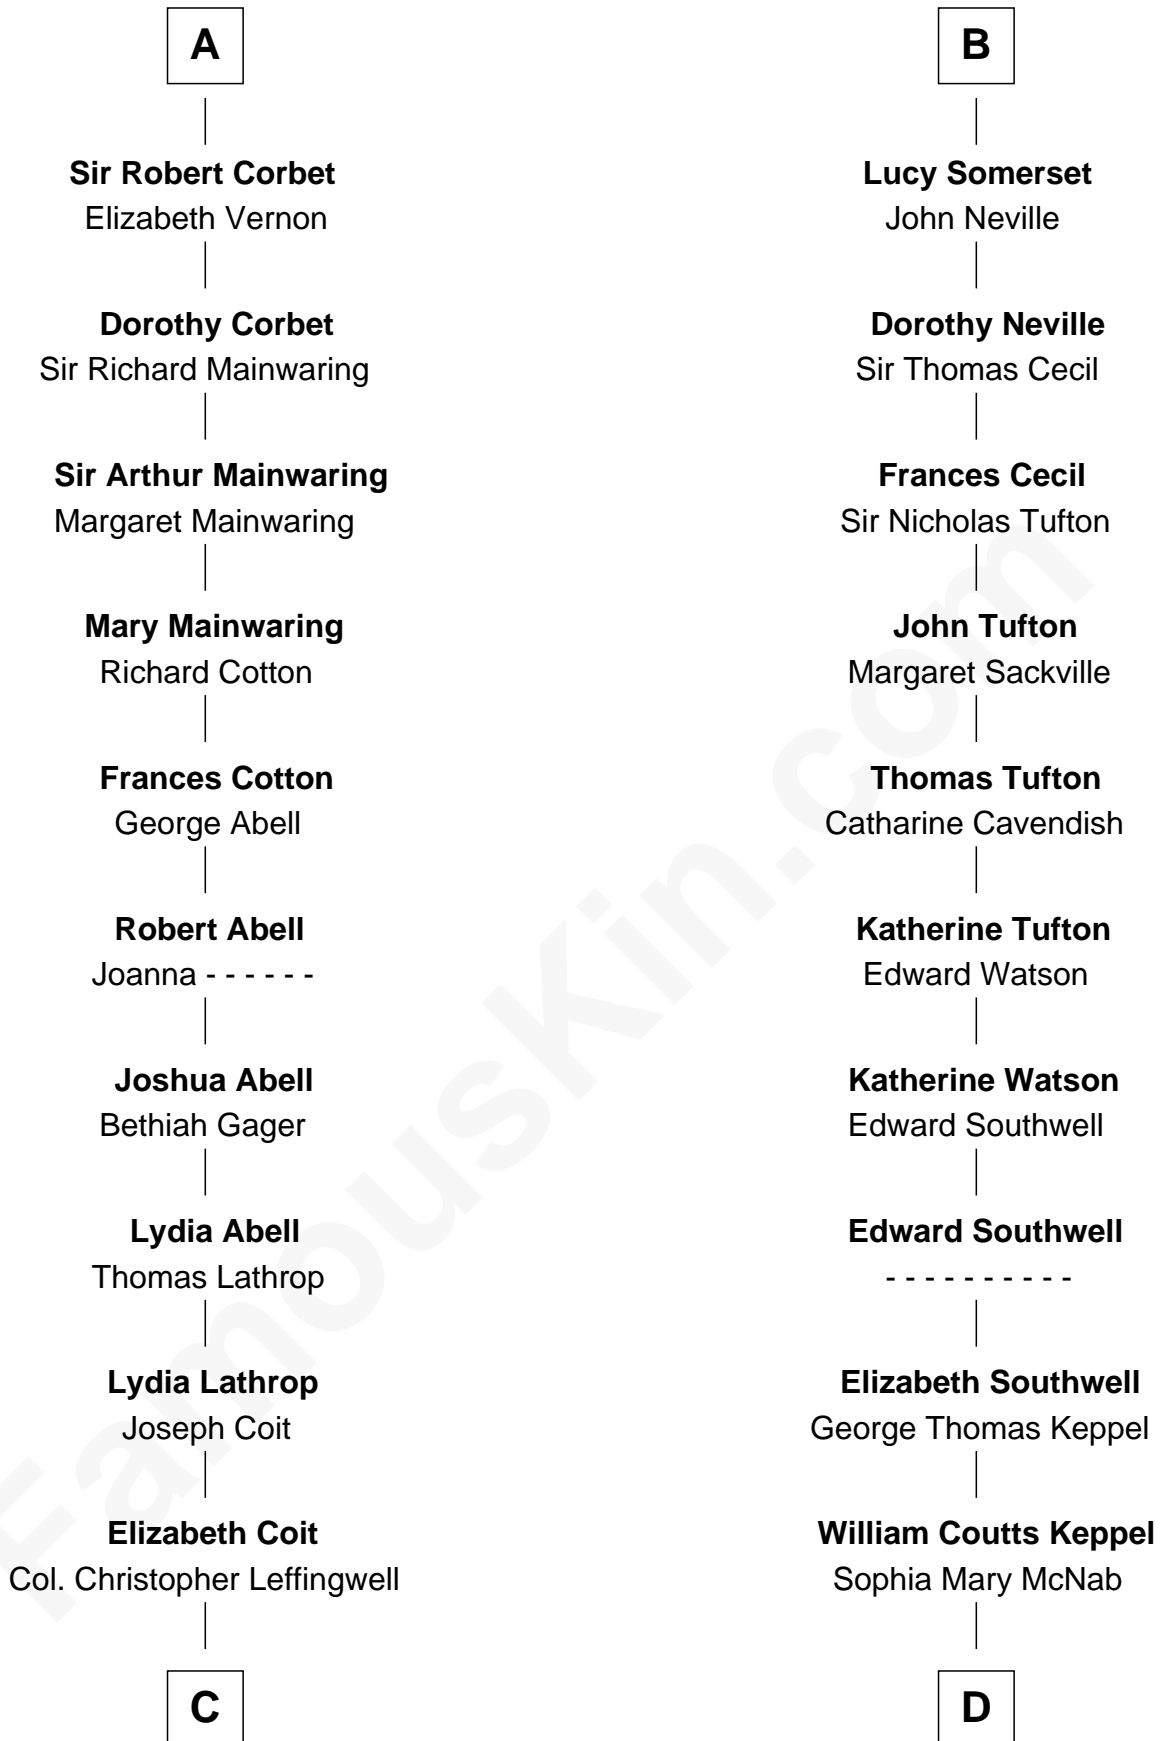 A
Sir Robert Corbet
Elizabeth Vernon
Dorothy Corbet
Sir Richard Mainwaring
Sir Arthur Mainwaring
Margaret Mainwaring
Mary Mainwaring
Richard Cotton
Frances Cotton
George Abell
Robert Abell
Joanna - - - - - -
Joshua Abell
Bethiah Gager
Lydia Abell
Thomas Lathrop
Lydia Lathrop
Joseph Coit
Elizabeth Coit
Col. Christopher Leffingwell
C
B
Lucy Somerset
John Neville
Dorothy Neville
Sir Thomas Cecil
Frances Cecil
Sir Nicholas Tufton
John Tufton
Margaret Sackville
Thomas Tufton
Catharine Cavendish
Katherine Tufton
Edward Watson
Katherine Watson
Edward Southwell
Edward Southwell
- - - - - - - - - -
Elizabeth Southwell
George Thomas Keppel
William Coutts Keppel
Sophia Mary McNab
D
FamousKin.com